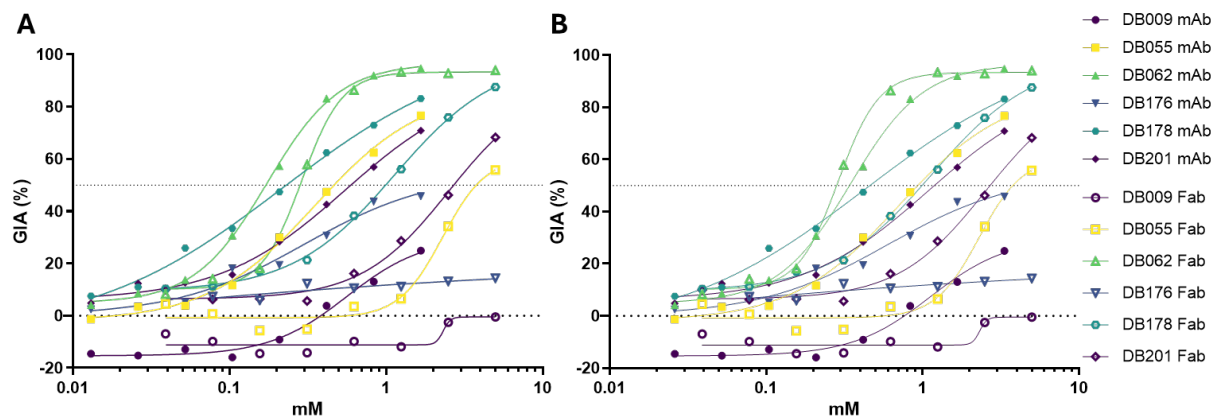 A
GIA (%)
100
80
60
40
20
0
-20
0.01
0.1
1
10
mM
B
GIA (%)
100
80
60
40
20
0
-20
0.01
0.1
1
10
mM
DB009 mAb
DB055 mAb
DB062 mAb
DB176 mAb
DB178 mAb
DB201 mAb
DB009 Fab
DB055 Fab
DB062 Fab
DB176 Fab
DB178 Fab
DB201 Fab